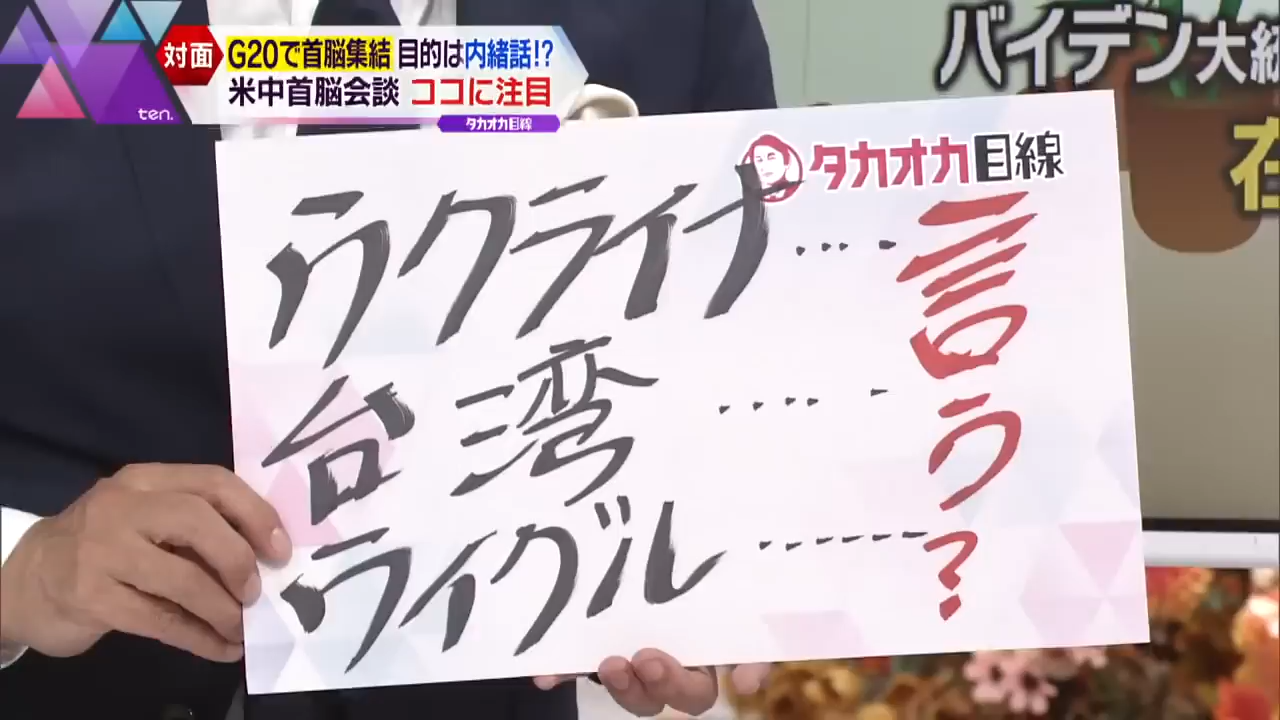 対面
G20で首脳集結 目的は内緒話!?
米中首脳会談 ココに注目
ten.
タカオカ目線
バイデン大統
在
タカオカ目線
ウクライナ …. 言う?
台湾 ….
ウイグル ……